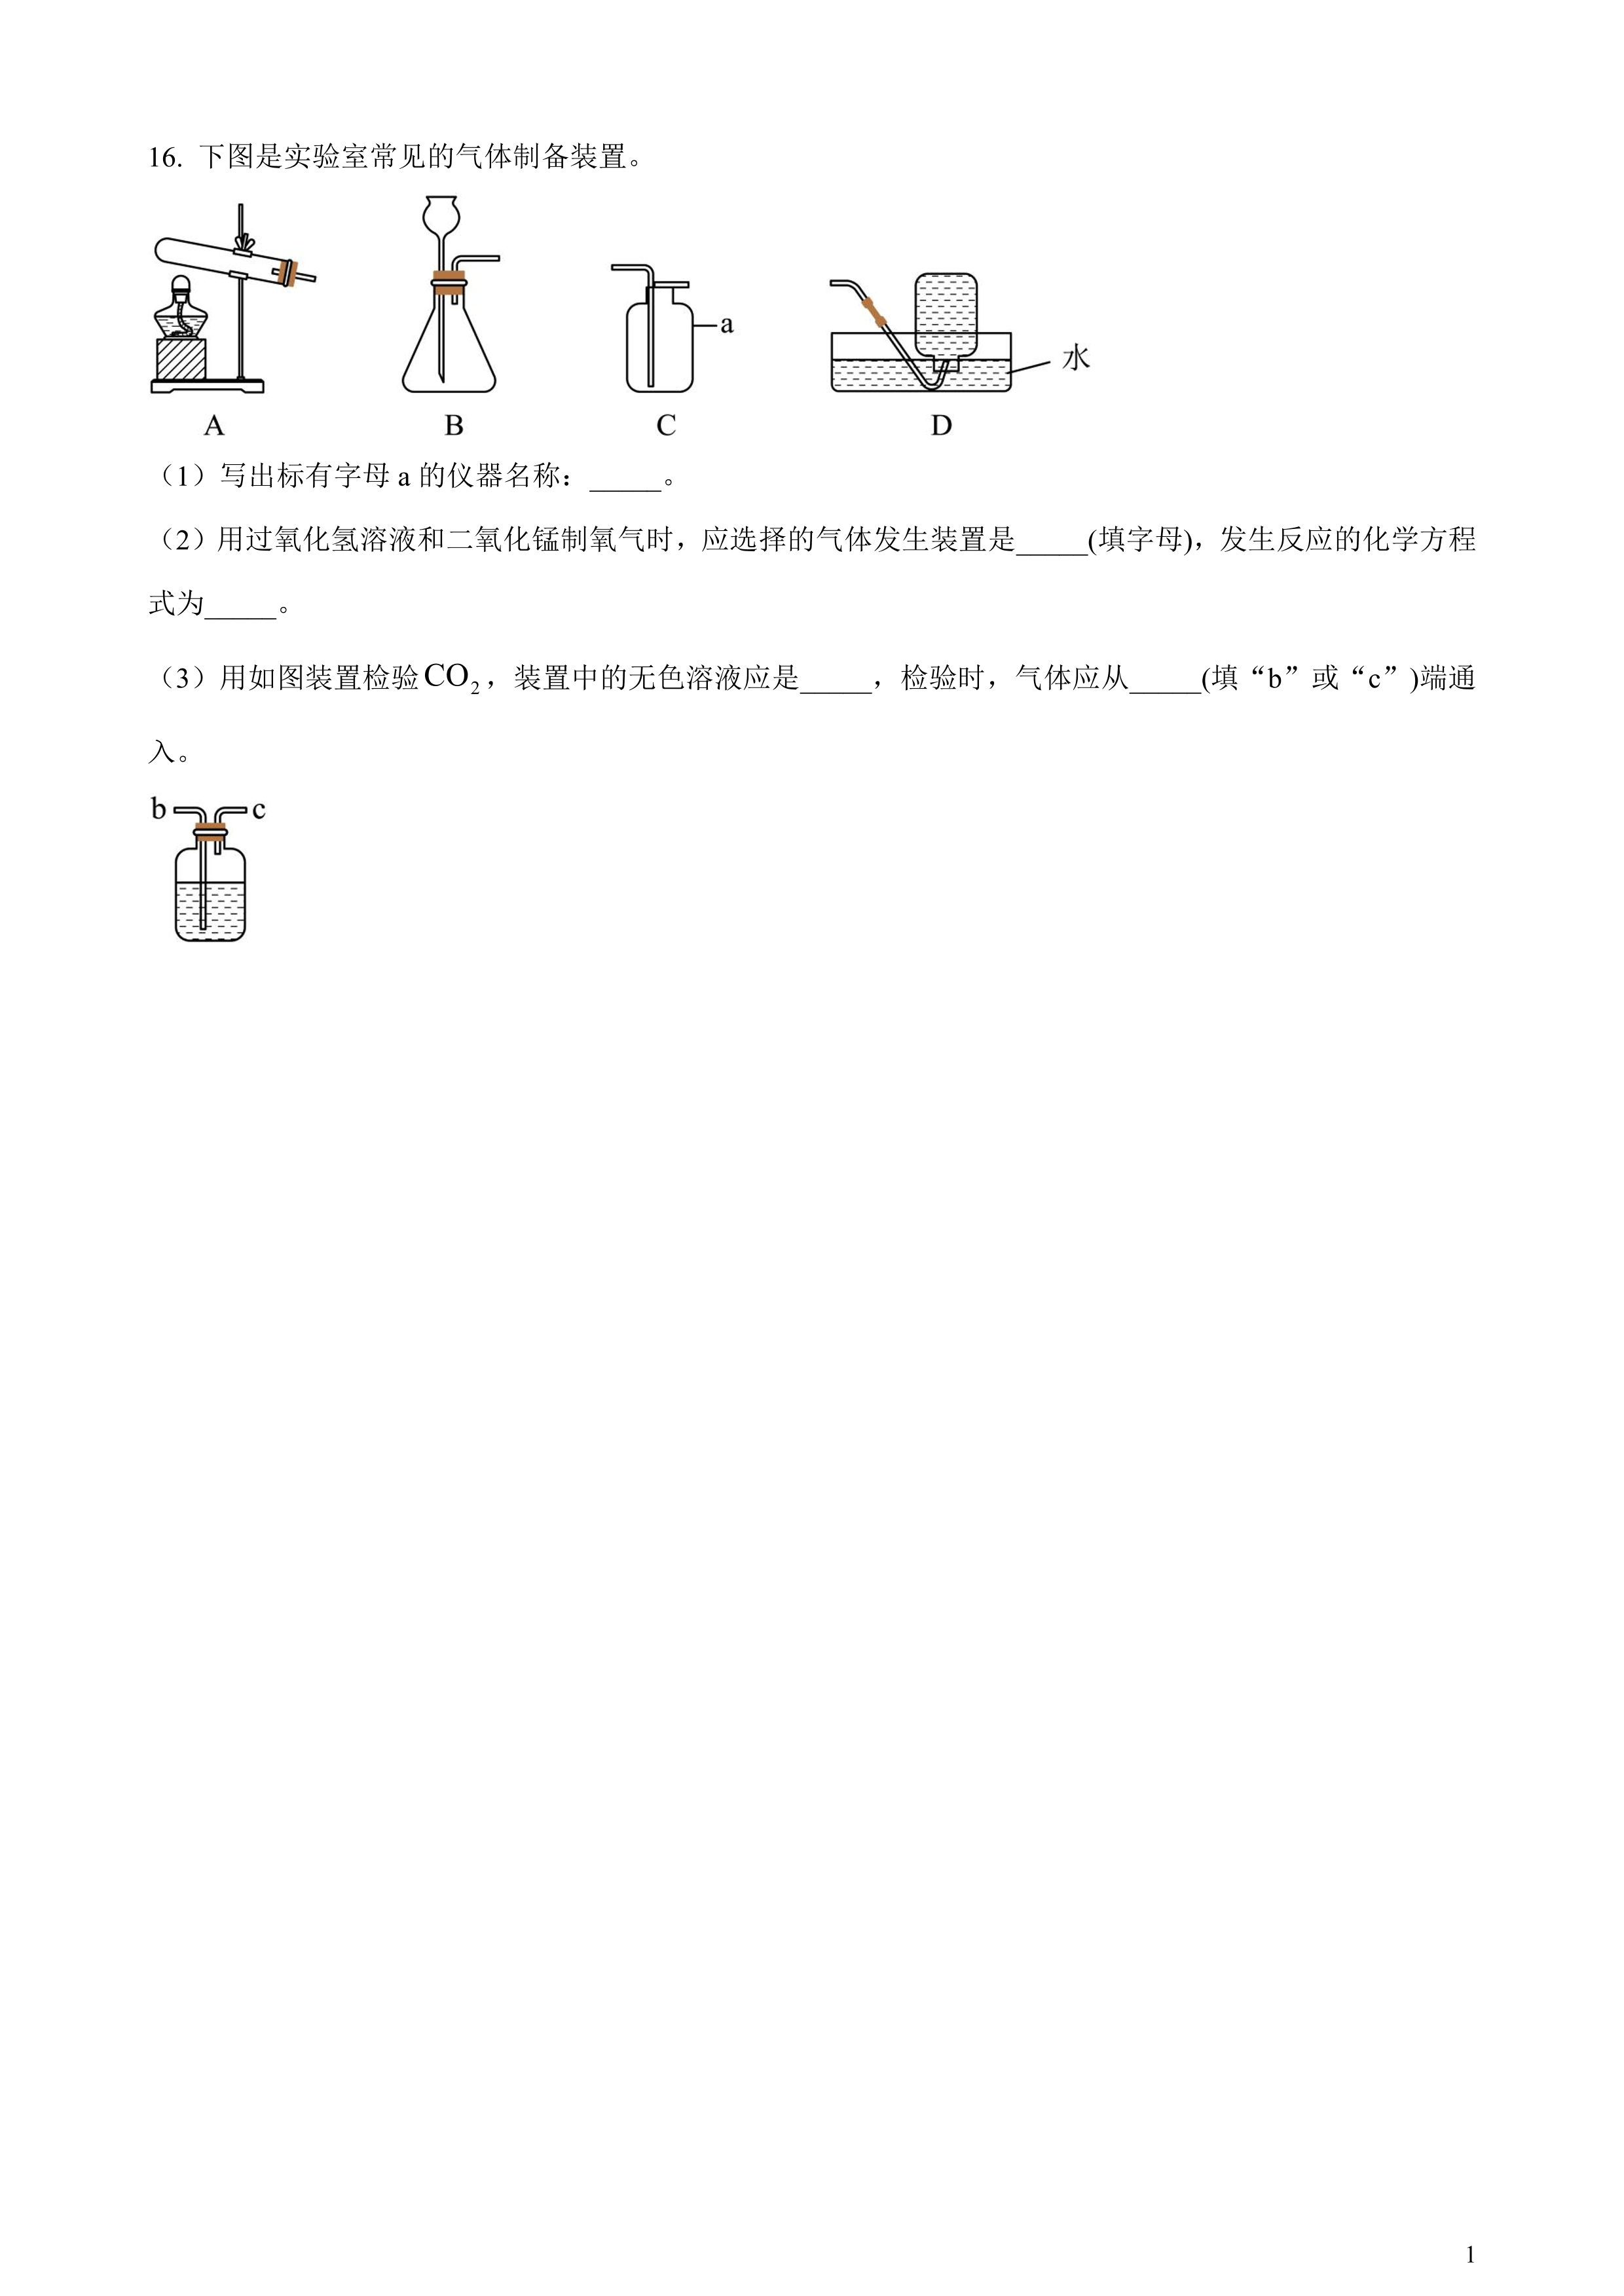 16. 下图是实验室常见的气体制备装置。
a
水
A B C D
（1）写出标有字母 a 的仪器名称：_____。
（2）用过氧化氢溶液和二氧化锰制氧气时，应选择的气体发生装置是_____(填字母)，发生反应的化学方程
式为_____。
（3）用如图装置检验CO₂，装置中的无色溶液应是_____，检验时，气体应从_____(填“b”或“c”)端通
入。
b c
1